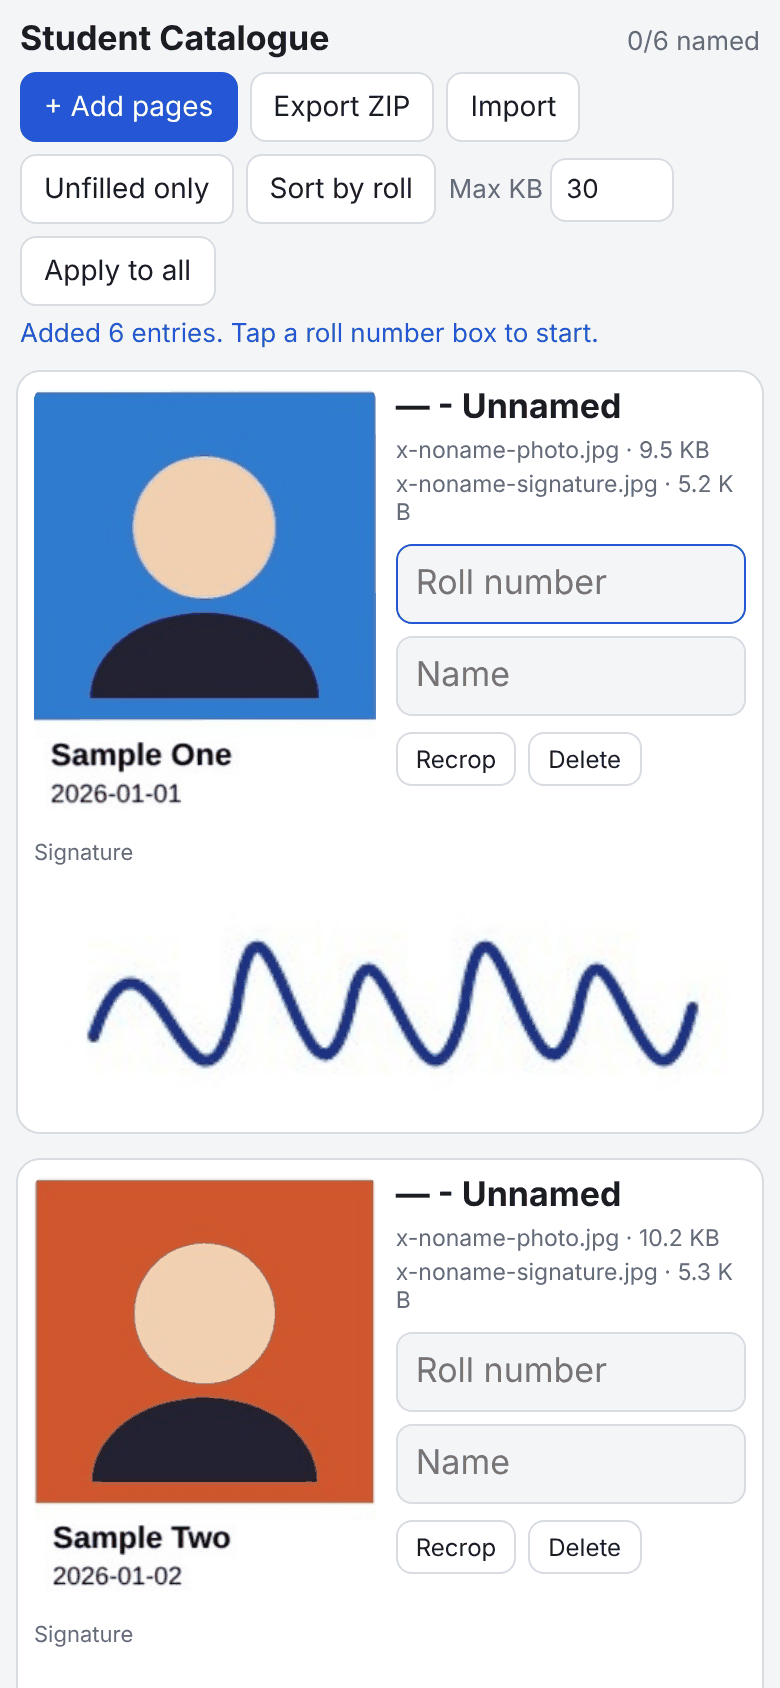 Student Catalogue
0/6 named
+ Add pages
Export ZIP
Import
Unfilled only
Sort by roll
Max KB
30
Apply to all
Added 6 entries. Tap a roll number box to start.
— - Unnamed
x-noname-photo.jpg · 9.5 KB
x-noname-signature.jpg · 5.2 K
B
Roll number
Name
Recrop
Delete
Sample One
2026-01-01
Signature
— - Unnamed
x-noname-photo.jpg · 10.2 KB
x-noname-signature.jpg · 5.3 K
B
Roll number
Name
Recrop
Delete
Sample Two
2026-01-02
Signature